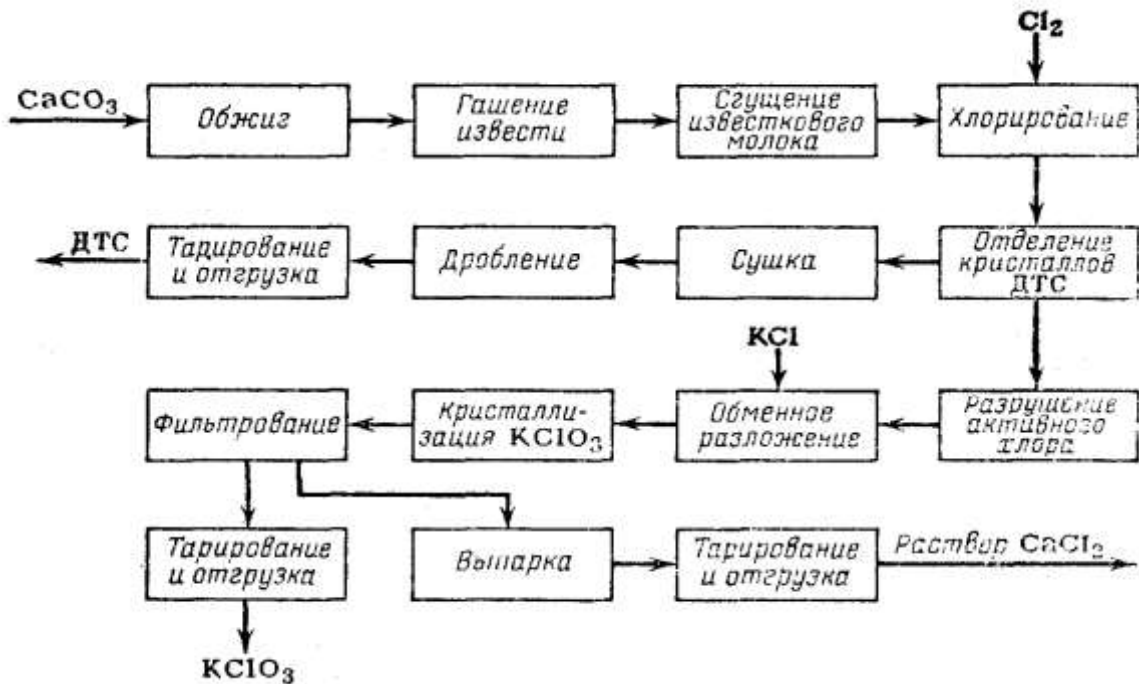 Cl₂
CaCO₃
Обжиг
Гашение
извести
Сгущение
известкового
молока
Хлорирование
ДТС
Тарирование
и отгрузка
Дробление
Сушка
Отделение
кристаллов
ДТС
KCl
Фильтрование
Кристалли-
зация KClO₃
Обменное
разложение
Разрушение
активного
хлора
Тарирование
и отгрузка
Выпарка
Тарирование
и отгрузка
Раствор CaCl₂
KClO₃